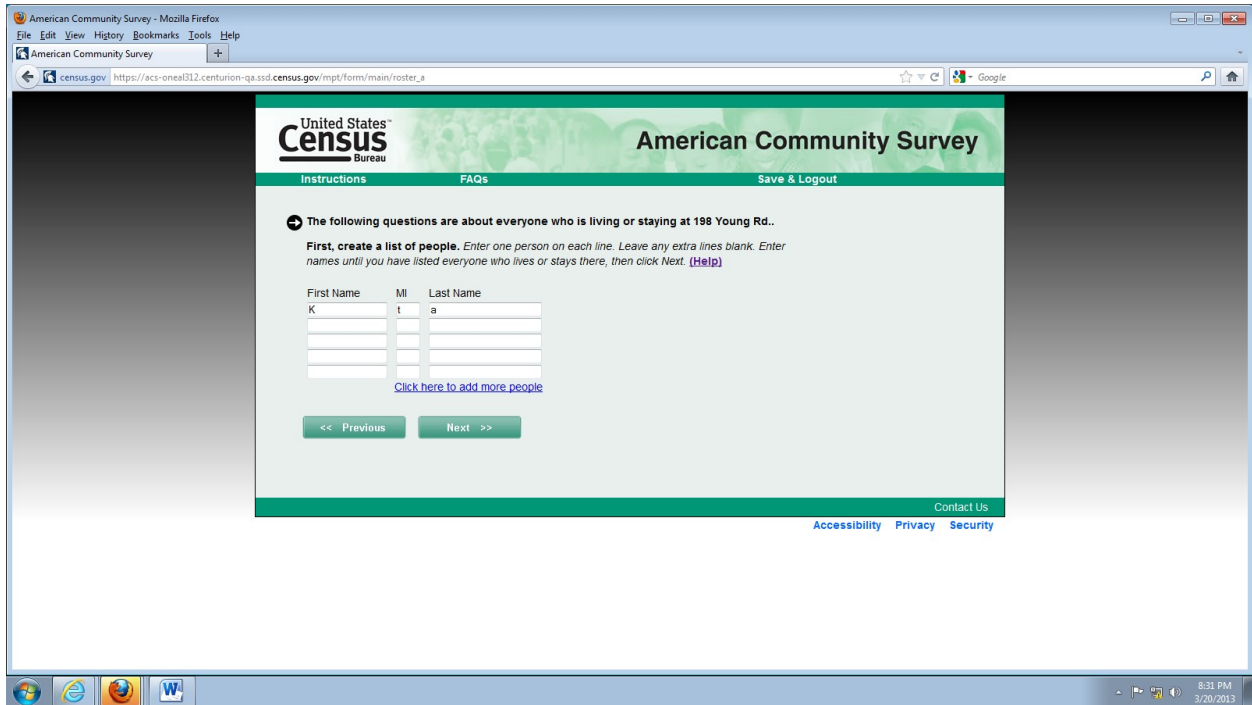 American Community Survey - Mozilla Firefox
File Edit View History Bookmarks Tools Help
American Community Survey +
census.gov https://acs-oneal312.centurion-qa.ssd.census.gov/mpt/form/main/roster_a Google
United States™
Census
Bureau
American Community Survey
Instructions FAQs Save & Logout
The following questions are about everyone who is living or staying at 198 Young Rd..
First, create a list of people. Enter one person on each line. Leave any extra lines blank. Enter
names until you have listed everyone who lives or stays there, then click Next. (Help)
First Name MI Last Name
K t a
Click here to add more people
<< Previous Next >>
Contact Us
Accessibility Privacy Security
8:31 PM
3/20/2013